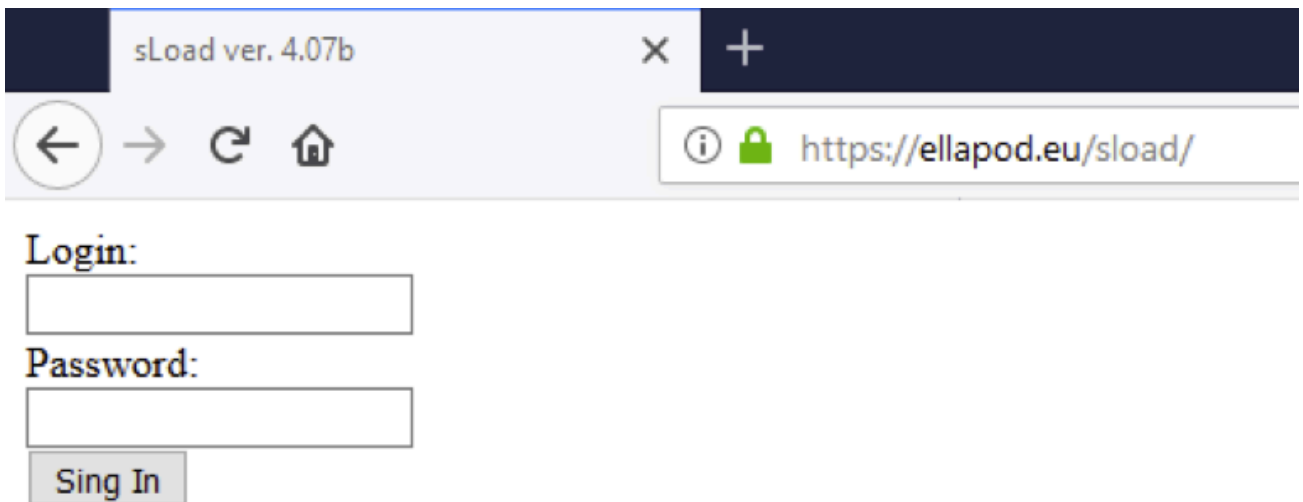 sLoad ver. 4.07b
https://ellapod.eu/sload/
Login:
Password:
Sing In